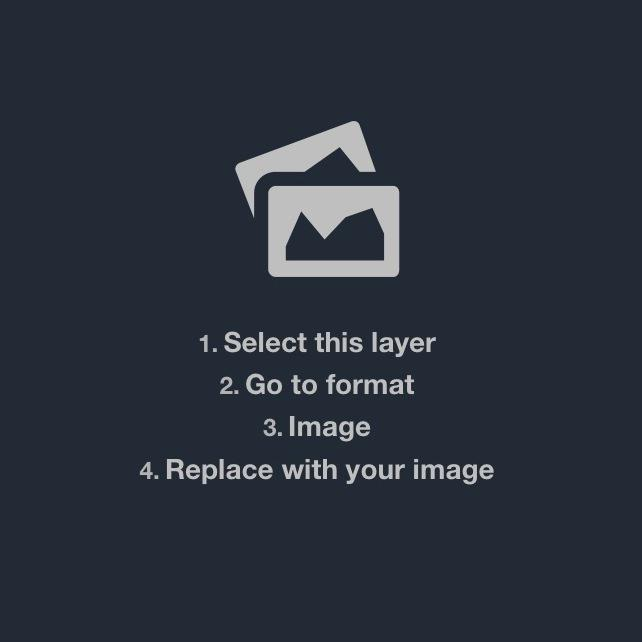 1. Select this layer
2. Go to format
3. Image
4. Replace with your image